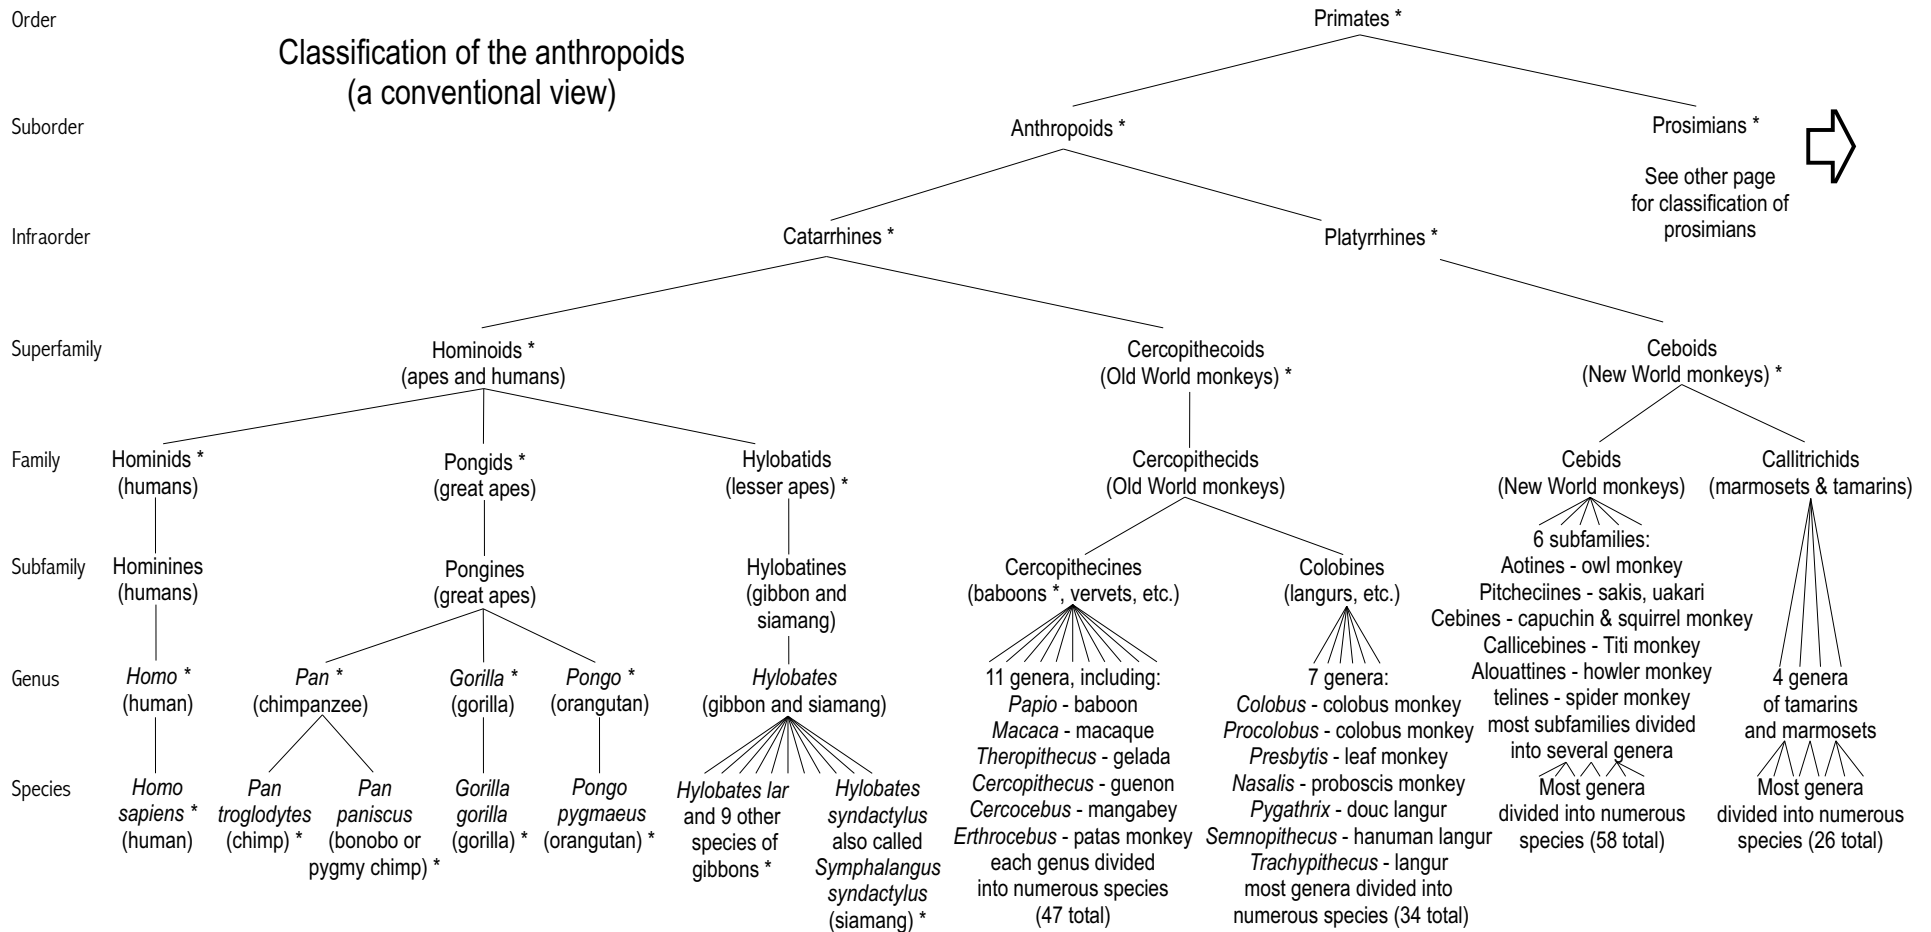 Order
Primates *
Classification of the anthropoids
(a conventional view)
Suborder
Anthropoids *
Prosimians *
See other page
for classification of
prosimians
Infraorder
Catarrhines *
Platyrrhines *
Superfamily
Hominoids *
(apes and humans)
Cercopithecoids
(Old World monkeys) *
Ceboids
(New World monkeys) *
Family
Hominids *
(humans)
Pongids *
(great apes)
Hylobatids
(lesser apes) *
Cercopithecids
(Old World monkeys)
Cebids
(New World monkeys)
Callitrichids
(marmosets & tamarins)
Subfamily
Hominines
(humans)
Pongines
(great apes)
Hylobatines
(gibbon and
siamang)
Cercopithecines
(baboons *, vervets, etc.)
Colobines
(langurs, etc.)
6 subfamilies:
Aotines - owl monkey
Pitheciines - sakis, uakari
Cebines - capuchin & squirrel monkey
Callicebines - Titi monkey
Alouattines - howler monkey
telines - spider monkey
most subfamilies divided
into several genera
Genus
Homo *
(human)
Pan *
(chimpanzee)
Gorilla *
(gorilla)
Pongo *
(orangutan)
Hylobates
(gibbon and siamang)
11 genera, including:
Papio - baboon
Macaca - macaque
Theropithecus - gelada
Cercopithecus - guenon
Cercocebus - mangabey
Erthrocebus - patas monkey
each genus divided
into numerous species
(47 total)
7 genera:
Colobus - colobus monkey
Procolobus - colobus monkey
Presbytis - leaf monkey
Nasalis - proboscis monkey
Pygathrix - douc langur
Semnopithecus - hanuman langur
Trachypithecus - langur
most genera divided into
numerous species (34 total)
4 genera
of tamarins
and marmosets
Species
Homo
sapiens *
(human)
Pan
troglodytes
(chimp) *
Pan
paniscus
(bonobo or
pygmy chimp) *
Gorilla
gorilla
(gorilla) *
Pongo
pygmaeus
(orangutan) *
Hylobates lar
and 9 other
species of
gibbons *
Hylobates
syndactylus
also called
Symphalangus
syndactylus
(siamang) *
Most genera
divided into numerous
species (58 total)
Most genera
divided into numerous
species (26 total)